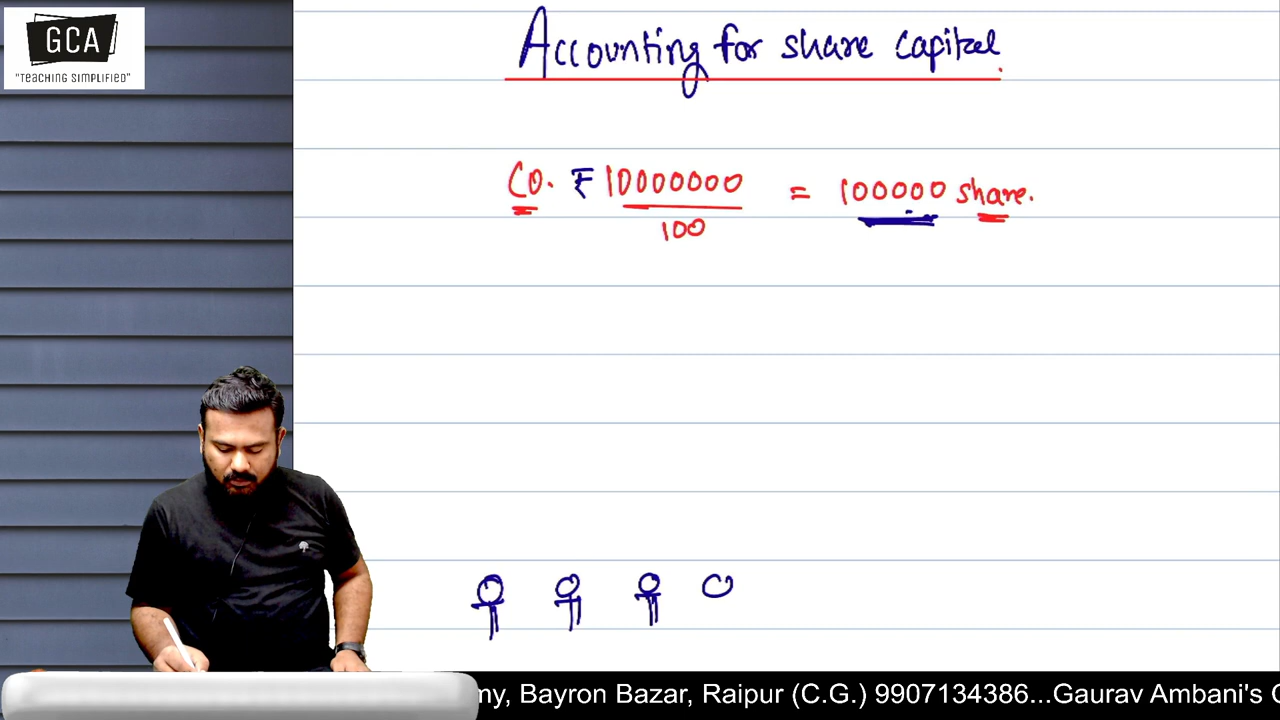 GCA
"TEACHING SIMPLIFIED"
Accounting for share capital.
Co. ₹ 10000000 = 100000 share.
100
my, Bayron Bazar, Raipur (C.G.) 9907134386...Gaurav Ambani's